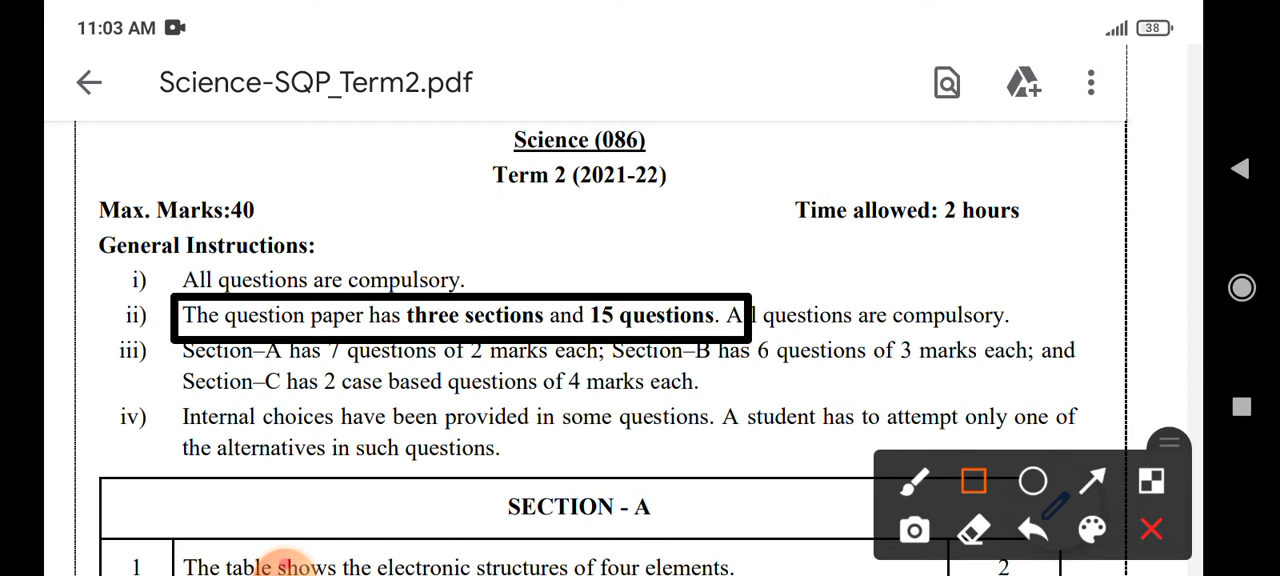 11:03 AM
38
Science-SQP_Term2.pdf
Science (086)
Term 2 (2021-22)
Max. Marks:40 Time allowed: 2 hours
General Instructions:
i) All questions are compulsory.
ii) The question paper has three sections and 15 questions. All questions are compulsory.
iii) Section–A has 7 questions of 2 marks each; Section–B has 6 questions of 3 marks each; and
Section–C has 2 case based questions of 4 marks each.
iv) Internal choices have been provided in some questions. A student has to attempt only one of
the alternatives in such questions.
SECTION - A
1 The table shows the electronic structures of four elements. 2